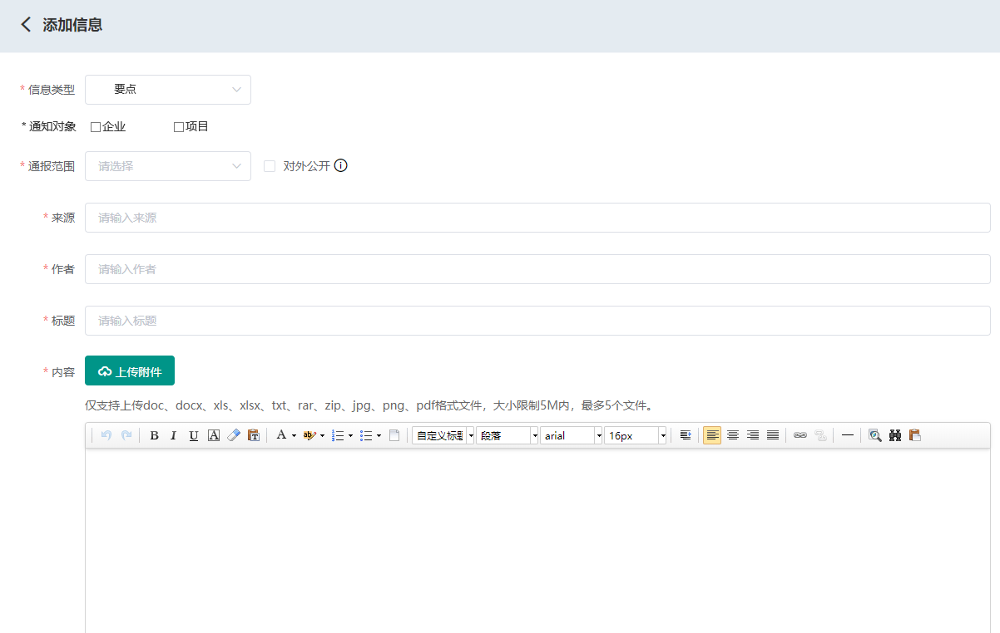 添加信息
* 信息类型 要点
* 通知对象 企业 项目
* 通报范围 请选择 对外公开
* 来源 请输入来源
* 作者 请输入作者
* 标题 请输入标题
* 内容 上传附件
仅支持上传doc、docx、xls、xlsx、txt、rar、zip、jpg、png、pdf格式文件，大小限制5M内，最多5个文件。
B I U A A 自定义标题 段落 arial 16px